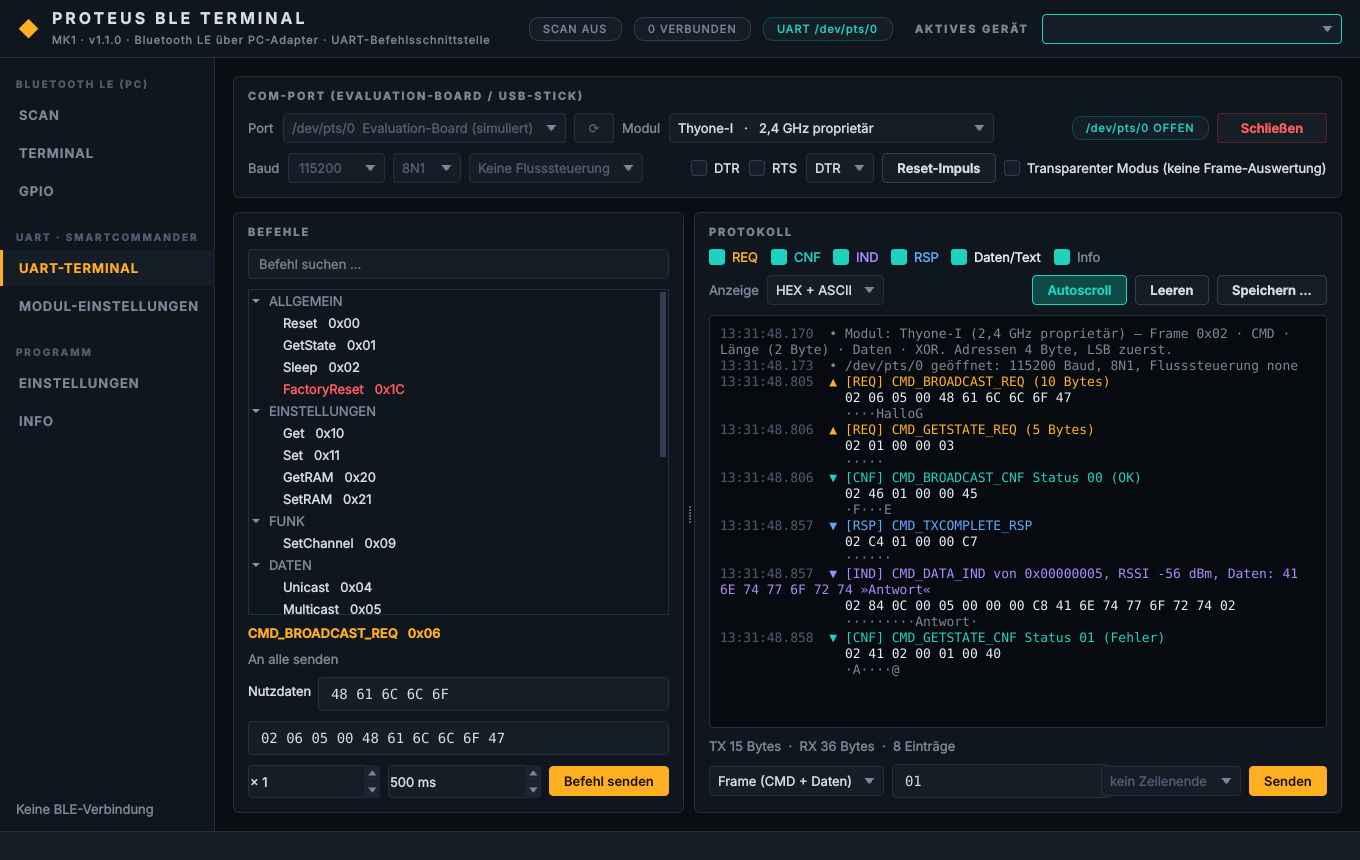 PROTEUS BLE TERMINAL
MK1 · v1.1.0 · Bluetooth LE über PC-Adapter · UART-Befehlsschnittstelle
SCAN AUS
0 VERBUNDEN
UART /dev/pts/0
AKTIVES GERÄT
BLUETOOTH LE (PC)
SCAN
TERMINAL
GPIO
UART · SMARTCOMMANDER
UART-TERMINAL
MODUL-EINSTELLUNGEN
PROGRAMM
EINSTELLUNGEN
INFO
Keine BLE-Verbindung
COM-PORT (EVALUATION-BOARD / USB-STICK)
Port /dev/pts/0 Evaluation-Board (simuliert) ⟳ Modul Thyone-I · 2,4 GHz proprietär /dev/pts/0 OFFEN Schließen
Baud 115200 8N1 Keine Flusssteuerung DTR RTS DTR Reset-Impuls Transparenter Modus (keine Frame-Auswertung)
BEFEHLE
Befehl suchen ...
ALLGEMEIN
Reset 0x00
GetState 0x01
Sleep 0x02
FactoryReset 0x1C
EINSTELLUNGEN
Get 0x10
Set 0x11
GetRAM 0x20
SetRAM 0x21
FUNK
SetChannel 0x09
DATEN
Unicast 0x04
Multicast 0x05
CMD_BROADCAST_REQ 0x06
An alle senden
Nutzdaten 48 61 6C 6C 6F
02 06 05 00 48 61 6C 6C 6F 47
× 1 500 ms Befehl senden
PROTOKOLL
REQ CNF IND RSP Daten/Text Info
Anzeige HEX + ASCII Autoscroll Leeren Speichern ...
13:31:48.170 • Modul: Thyone-I (2,4 GHz proprietär) — Frame 0x02 · CMD ·
Länge (2 Byte) · Daten · XOR. Adressen 4 Byte, LSB zuerst.
13:31:48.173 • /dev/pts/0 geöffnet: 115200 Baud, 8N1, Flusssteuerung none
13:31:48.805 ▲ [REQ] CMD_BROADCAST_REQ (10 Bytes)
02 06 05 00 48 61 6C 6C 6F 47
····HalloG
13:31:48.806 ▲ [REQ] CMD_GETSTATE_REQ (5 Bytes)
02 01 00 00 03
·····
13:31:48.806 ▼ [CNF] CMD_BROADCAST_CNF Status 00 (OK)
02 46 01 00 00 45
·F···E
13:31:48.857 ▼ [RSP] CMD_TXCOMPLETE_RSP
02 C4 01 00 00 C7
······
13:31:48.857 ▼ [IND] CMD_DATA_IND von 0x00000005, RSSI -56 dBm, Daten: 41
6E 74 77 6F 72 74 »Antwort«
02 84 0C 00 05 00 00 00 C8 41 6E 74 77 6F 72 74 02
·········Antwort·
13:31:48.858 ▼ [CNF] CMD_GETSTATE_CNF Status 01 (Fehler)
02 41 02 00 01 00 40
·A····@
TX 15 Bytes · RX 36 Bytes · 8 Einträge
Frame (CMD + Daten) 01 kein Zeilenende Senden